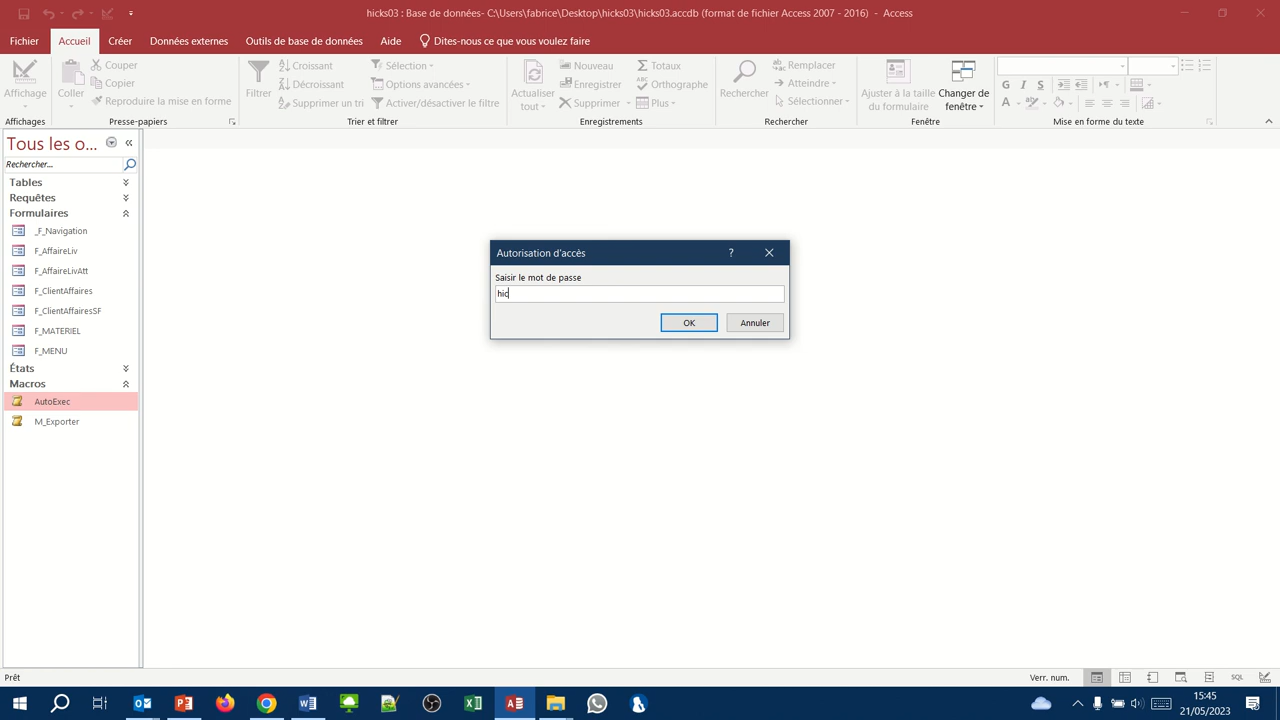 hicks03 : Base de données- C:\Users\fabrice\Desktop\hicks03\hicks03.accdb (format de fichier Access 2007 - 2016) - Access
Fichier Accueil Créer Données externes Outils de base de données Aide Dites-nous ce que vous voulez faire
Affichage
Affichages
Coller
Couper
Copier
Reproduire la mise en forme
Presse-papiers
Filtrer
Croissant
Décroissant
Supprimer un tri
Sélection
Options avancées
Activer/désactiver le filtre
Trier et filtrer
Actualiser
tout
Nouveau
Enregistrer
Supprimer
Totaux
Orthographe
Plus
Enregistrements
Rechercher
Remplacer
Atteindre
Sélectionner
Rechercher
Ajuster à la taille
du formulaire
Changer de
fenêtre
Fenêtre
G I S
A
Mise en forme du texte
Tous les o...
Rechercher...
Tables
Requêtes
Formulaires
_F_Navigation
F_AffaireLiv
F_AffaireLivAtt
F_ClientAffaires
F_ClientAffairesSF
F_MATERIEL
F_MENU
États
Macros
AutoExec
M_Exporter
Autorisation d'accès
?
Saisir le mot de passe
hic
OK Annuler
Prêt
Verr. num.
SQL
15:45
21/05/2023